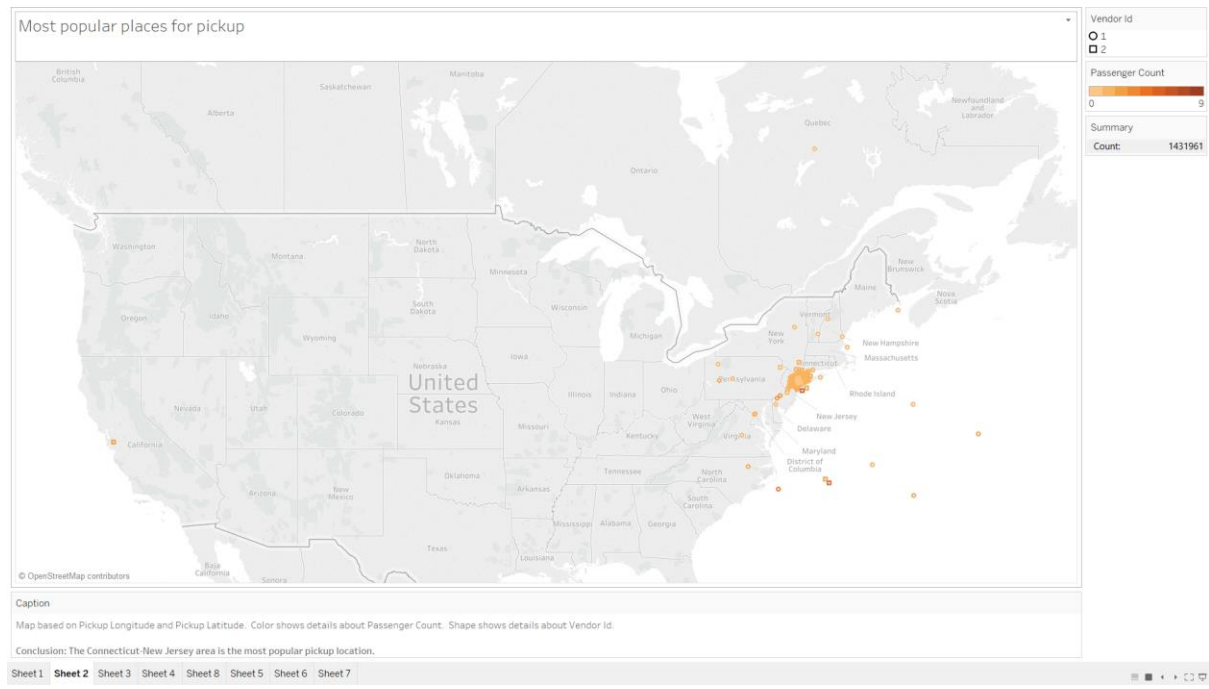 Most popular places for pickup
British
Columbia
Alberta
Saskatchewan
Manitoba
Ontario
Quebec
Newfoundland
and
Labrador
New
Brunswick
Nova
Scotia
Maine
Washington
Montana
North
Dakota
Minnesota
Oregon
Idaho
Wyoming
South
Dakota
Wisconsin
Michigan
New
York
Vermont
New Hampshire
Massachusetts
Connecticut
Rhode Island
Nebraska
Iowa
United
States
Kansas
Illinois
Indiana
Ohio
Pennsylvania
New Jersey
Delaware
Maryland
District of
Columbia
Nevada
Utah
Colorado
California
Missouri
Kentucky
West
Virginia
Virginia
Arizona
New
Mexico
Oklahoma
Arkansas
Tennessee
North
Carolina
South
Carolina
Mississippi
Alabama
Georgia
Texas
Louisiana
Baja
California
Sonora
© OpenStreetMap contributors
Vendor Id
1
2
Passenger Count
0 9
Summary
Count: 1431961
Caption
Map based on Pickup Longitude and Pickup Latitude. Color shows details about Passenger Count. Shape shows details about Vendor Id.
Conclusion: The Connecticut-New Jersey area is the most popular pickup location.
Sheet 1 Sheet 2 Sheet 3 Sheet 4 Sheet 8 Sheet 5 Sheet 6 Sheet 7